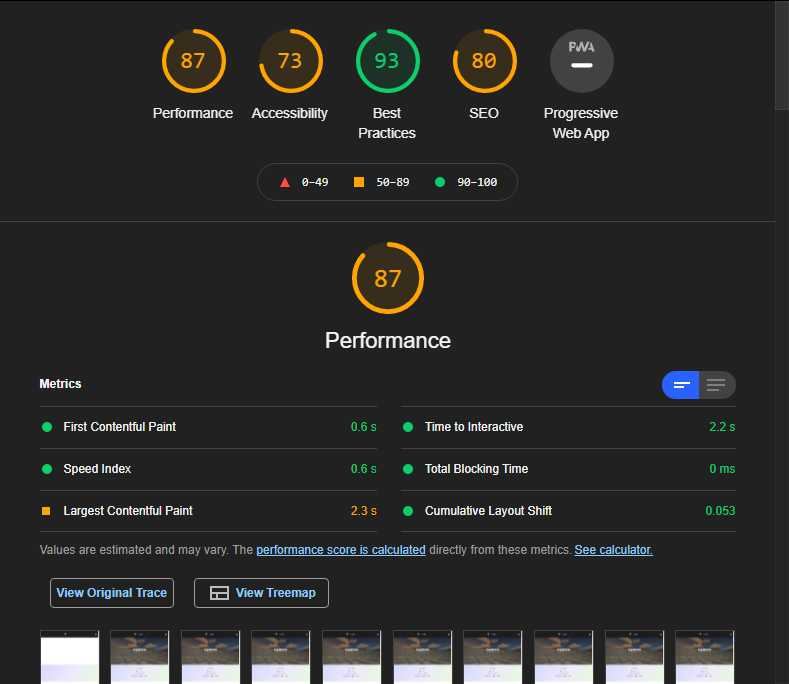 87 73 93 80 PWA
Performance Accessibility Best Practices SEO Progressive Web App
0–49 50–89 90–100
87
Performance
Metrics
First Contentful Paint 0.6 s
Time to Interactive 2.2 s
Speed Index 0.6 s
Total Blocking Time 0 ms
Largest Contentful Paint 2.3 s
Cumulative Layout Shift 0.053
Values are estimated and may vary. The performance score is calculated directly from these metrics. See calculator.
View Original Trace View Treemap